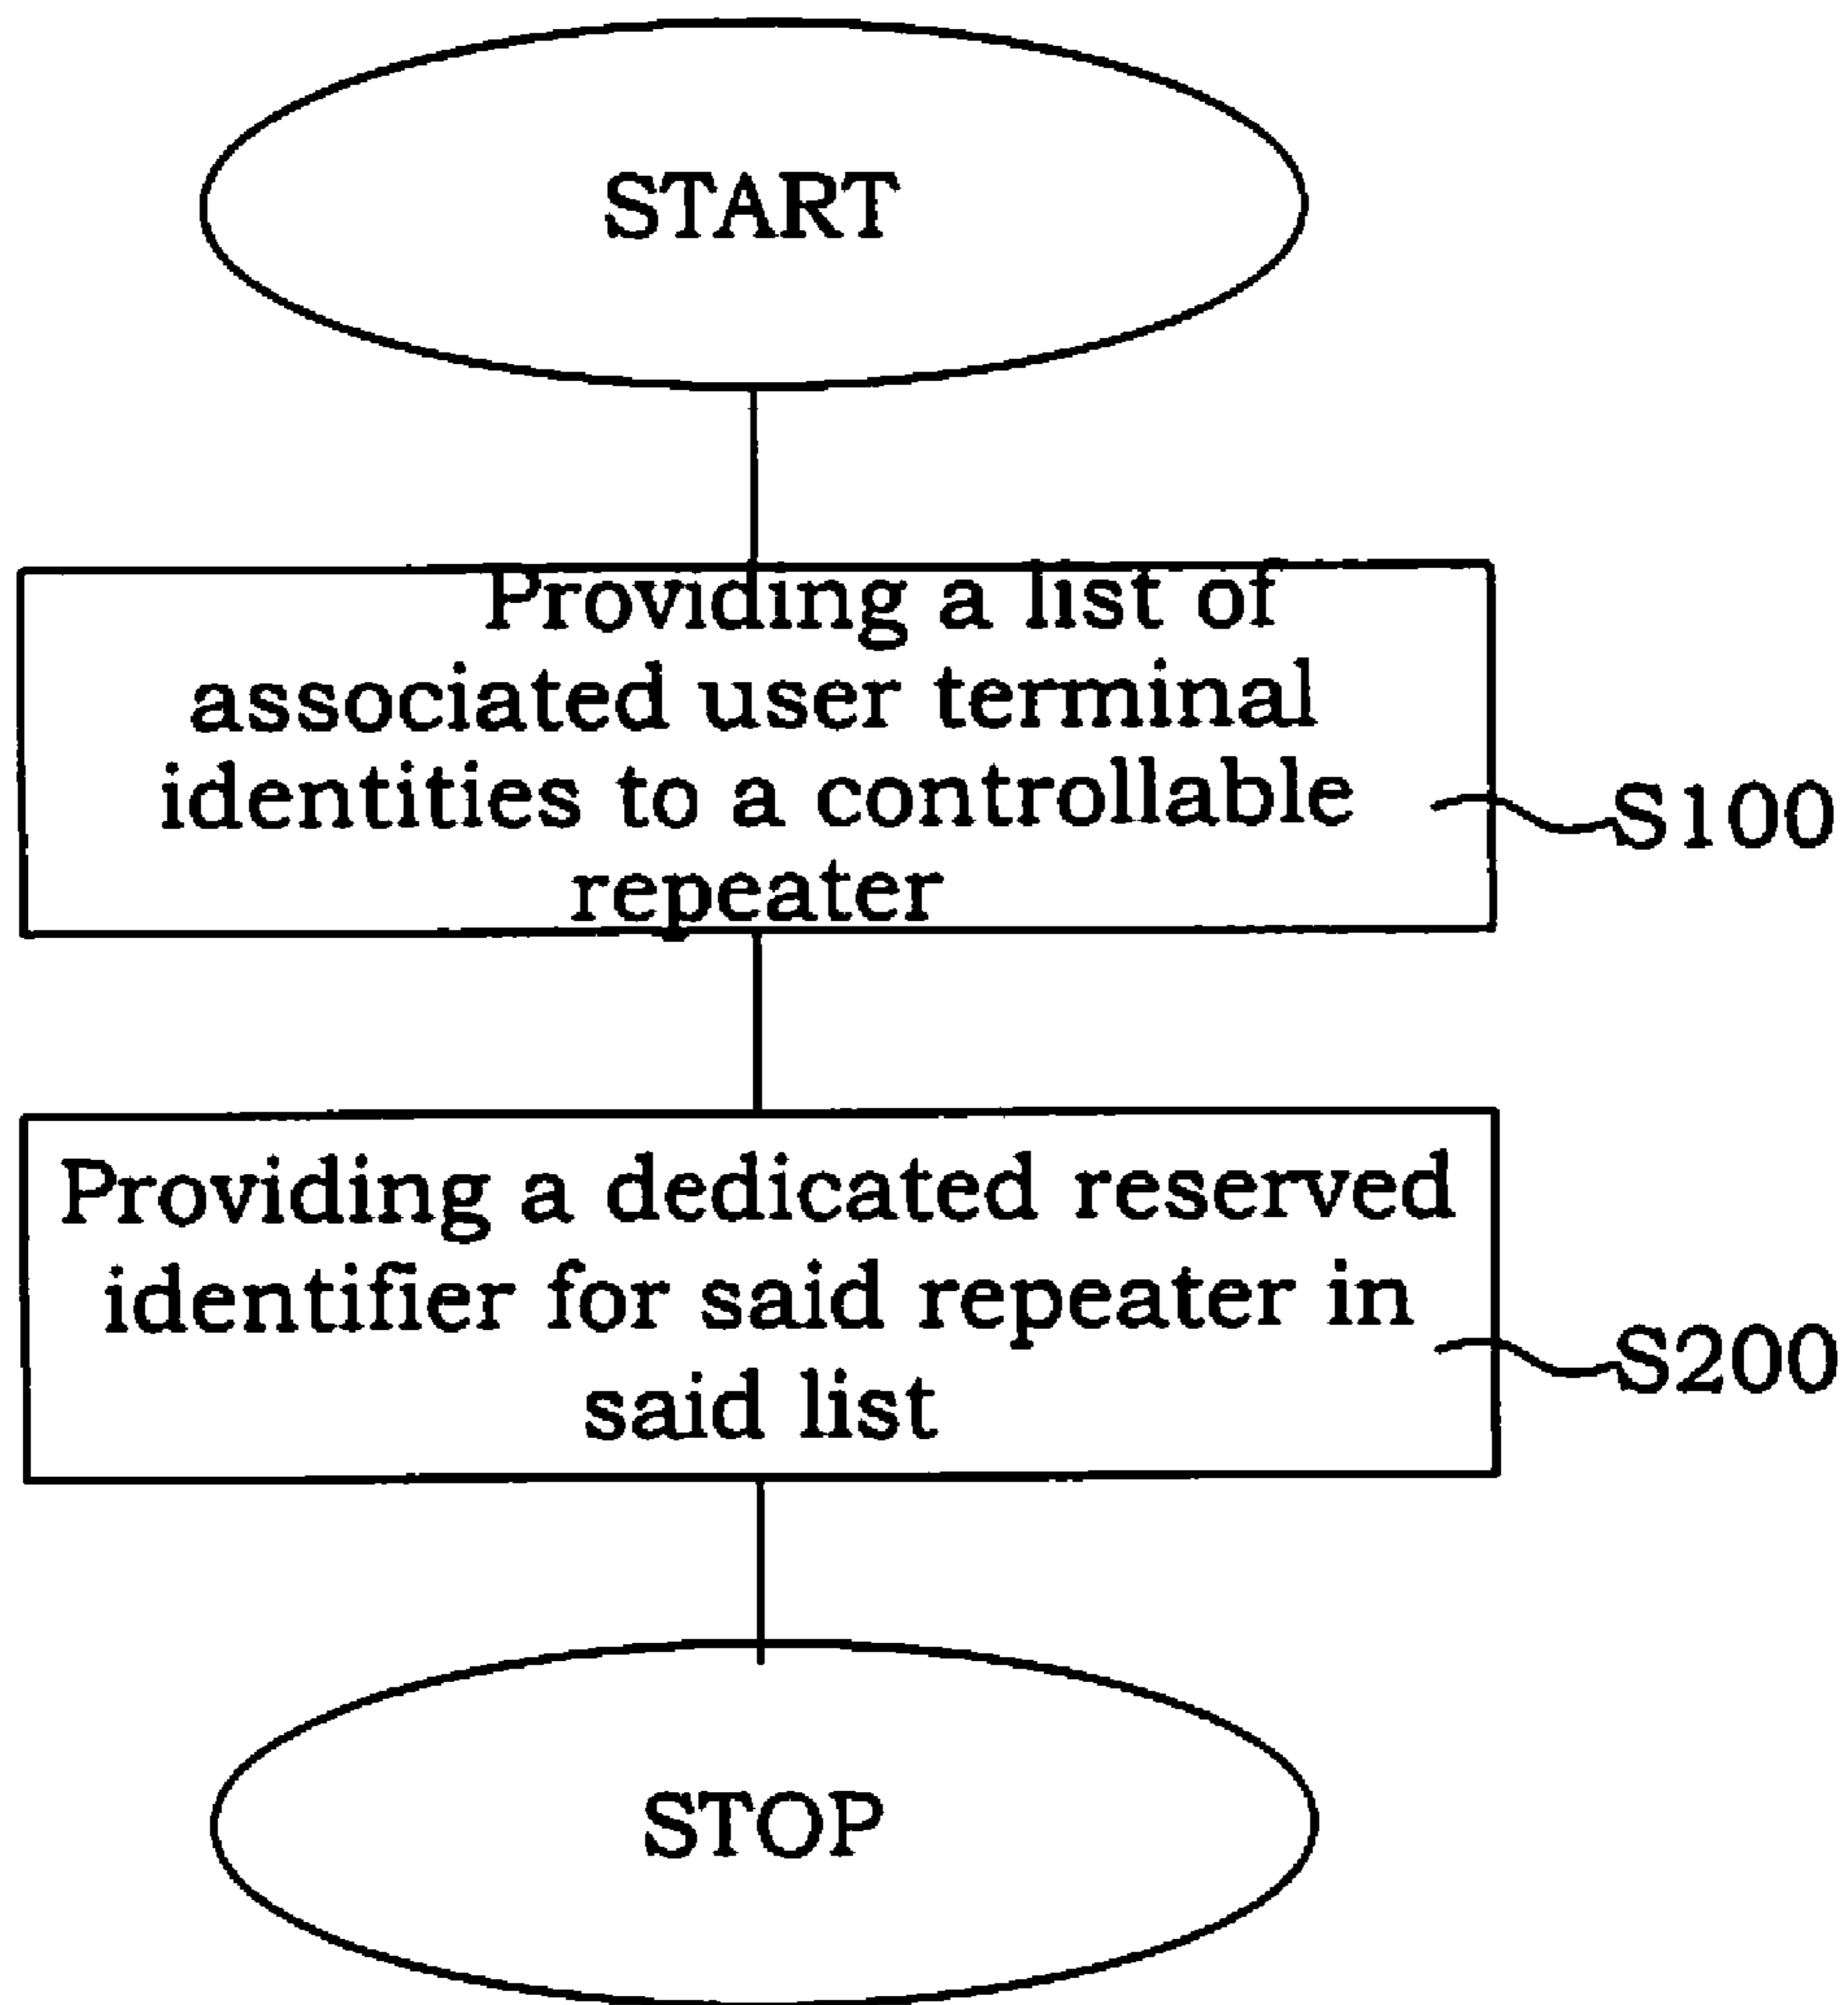 START
Providing a list of
associated user terminal
identities to a controllable
repeater
S100
Providing a dedicated reserved
identifier for said repeater in
said list
S200
STOP